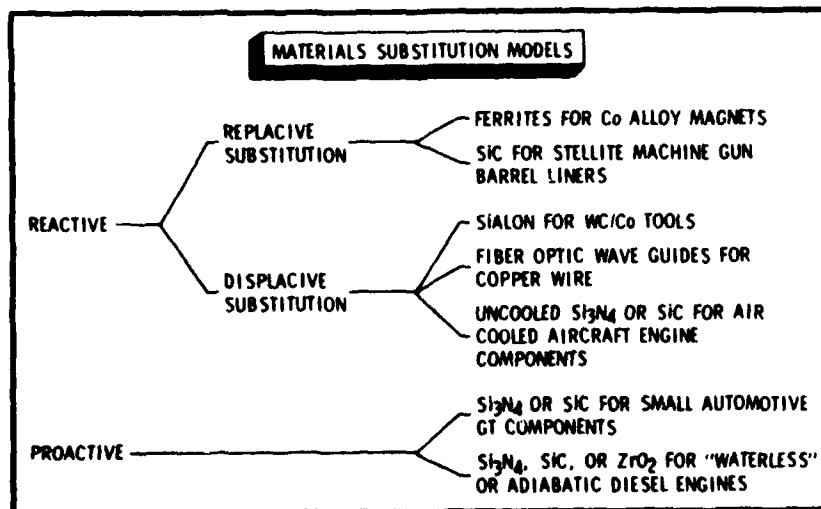 MATERIALS SUBSTITUTION MODELS
REACTIVE
REPLACIVE
SUBSTITUTION
FERRITES FOR Co ALLOY MAGNETS
SiC FOR STELLITE MACHINE GUN
BARREL LINERS
DISPLACIVE
SUBSTITUTION
SiALON FOR WC/Co TOOLS
FIBER OPTIC WAVE GUIDES FOR
COPPER WIRE
UNCOOLED Si₃N₄ OR SiC FOR AIR
COOLED AIRCRAFT ENGINE
COMPONENTS
PROACTIVE
Si₃N₄ OR SiC FOR SMALL AUTOMOTIVE
GT COMPONENTS
Si₃N₄, SiC, OR ZrO₂ FOR "WATERLESS"
OR ADIABATIC DIESEL ENGINES